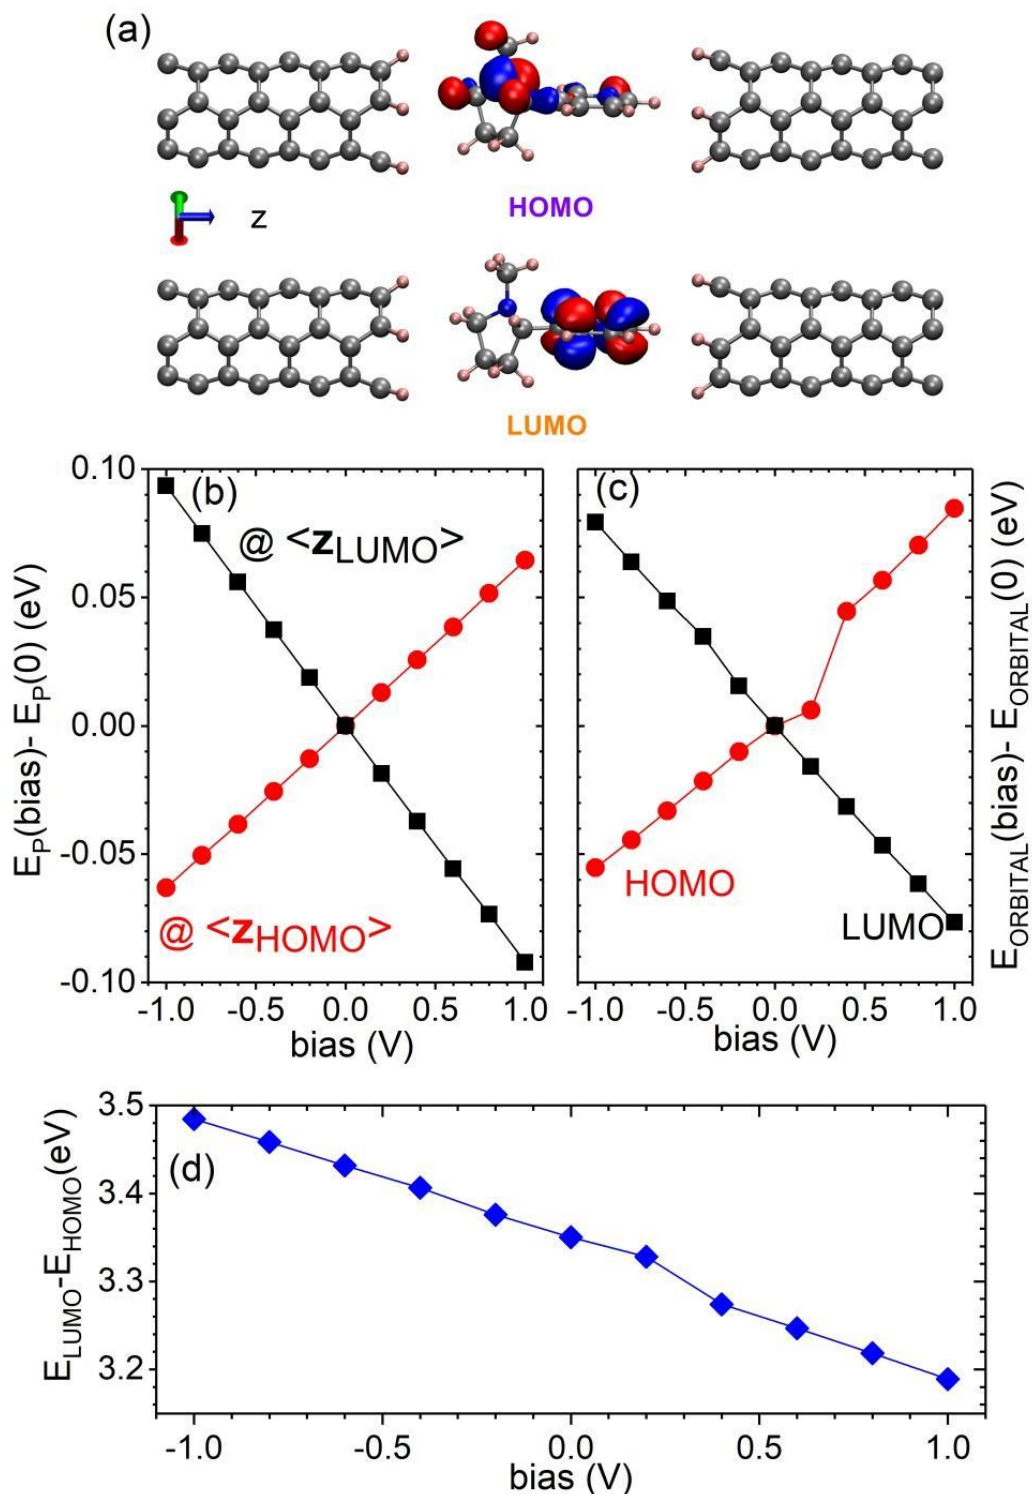 (a)
HOMO
z
LUMO
0.10
0.05
0.00
-0.05
-0.10
E_P(bias)- E_P(0) (eV)
(b)
@ <z_LUMO>
@ <z_HOMO>
-1.0 -0.5 0.0 0.5 1.0
bias (V)
(c)
HOMO
LUMO
-1.0 -0.5 0.0 0.5 1.0
bias (V)
E_ORBITAL(bias)- E_ORBITAL(0) (eV)
3.5
3.4
3.3
3.2
E_LUMO-E_HOMO(eV)
(d)
-1.0 -0.5 0.0 0.5 1.0
bias (V)